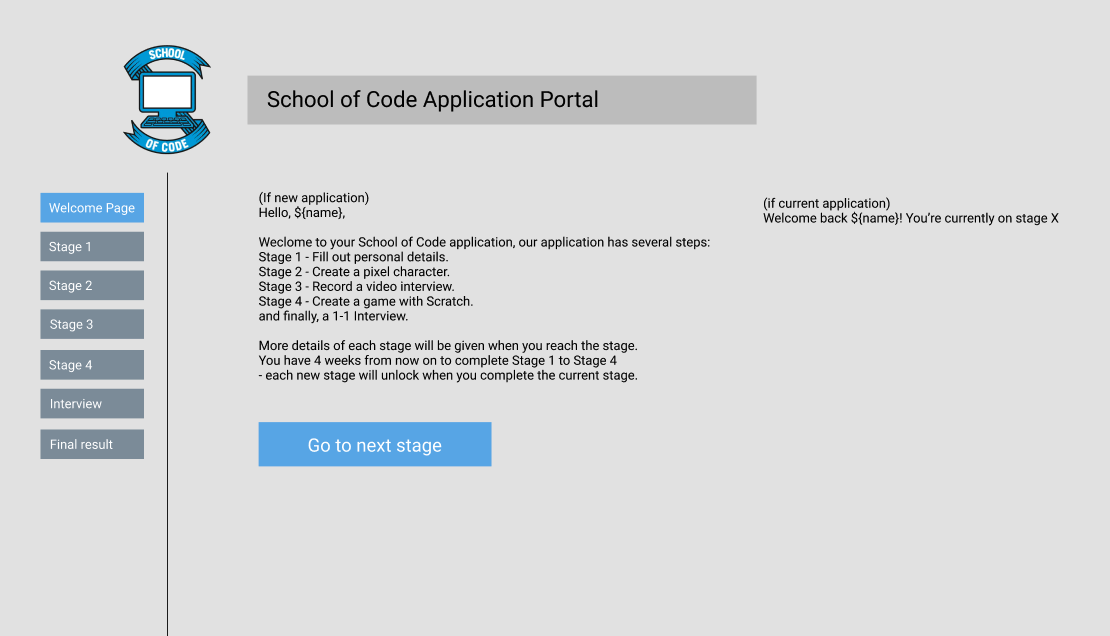 SCHOOL
OF CODE
School of Code Application Portal
Welcome Page
Stage 1
Stage 2
Stage 3
Stage 4
Interview
Final result
(If new application)
Hello, ${name},
Weclome to your School of Code application, our application has several steps:
Stage 1 - Fill out personal details.
Stage 2 - Create a pixel character.
Stage 3 - Record a video interview.
Stage 4 - Create a game with Scratch.
and finally, a 1-1 Interview.
More details of each stage will be given when you reach the stage.
You have 4 weeks from now on to complete Stage 1 to Stage 4
- each new stage will unlock when you complete the current stage.
Go to next stage
(if current application)
Welcome back ${name}! You’re currently on stage X